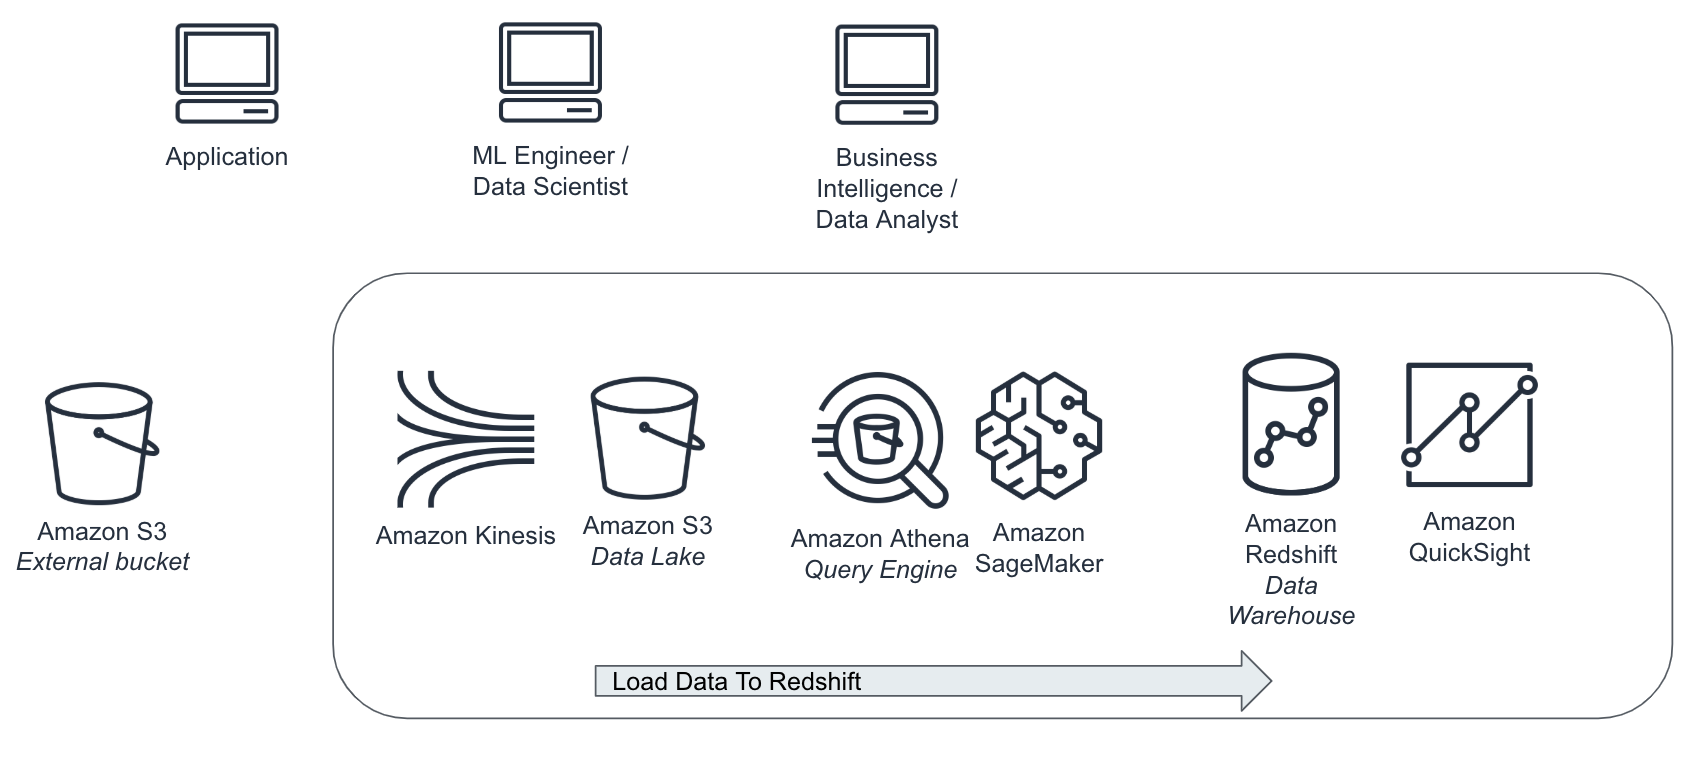 Application
ML Engineer /
Data Scientist
Business
Intelligence /
Data Analyst
Amazon S3
External bucket
Amazon Kinesis
Amazon S3
Data Lake
Amazon Athena
Query Engine
Amazon
SageMaker
Amazon
Redshift
Data
Warehouse
Amazon
QuickSight
Load Data To Redshift